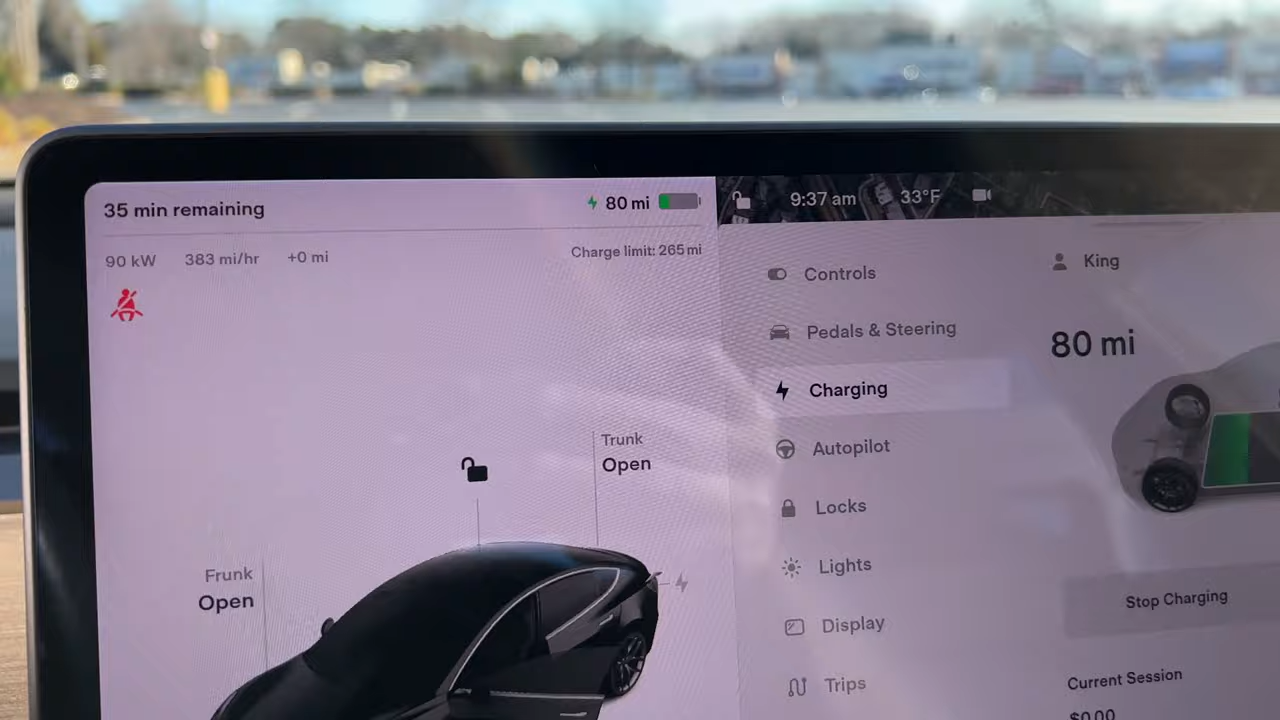 35 min remaining
80 mi
90 kW 383 mi/hr +0 mi
Charge limit: 265 mi
Trunk
Open
Frunk
Open
9:37 am 33°F
Controls
Pedals & Steering
Charging
Autopilot
Locks
Lights
Display
Trips
King
80 mi
Stop Charging
Current Session
$0.00